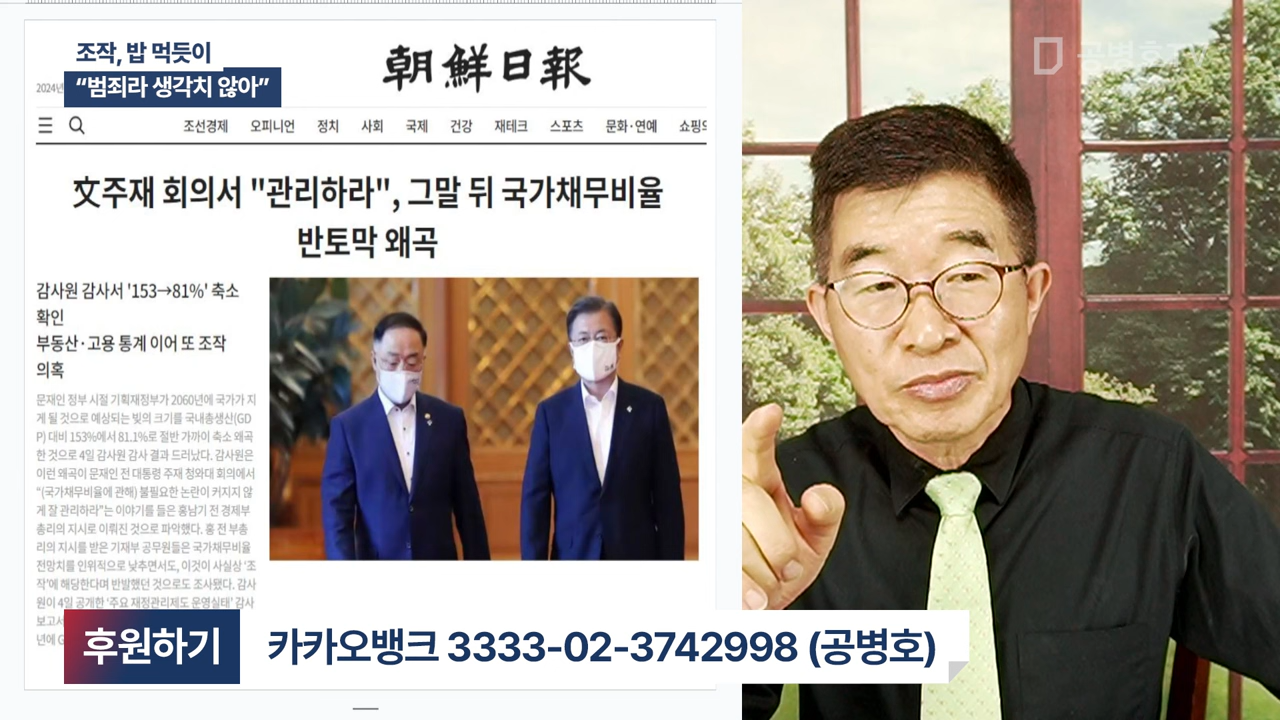 조작, 밥 먹듯이
“범죄라 생각치 않아”
2024년
朝鮮日報
공병호TV
조선경제 오피니언 정치 사회 국제 건강 재테크 스포츠 문화·연예 쇼핑
文주재 회의서 "관리하라", 그말 뒤 국가채무비율
반토막 왜곡
감사원 감사서 '153→81%' 축소
확인
부동산·고용 통계 이어 또 조작
의혹
문재인 정부 시절 기획재정부가 2060년에 국가가 지
게 될 것으로 예상되는 빚의 크기를 국내총생산(GD
P) 대비 153%에서 81.1%로 절반 가까이 축소 왜곡
한 것으로 4일 감사원 감사 결과 드러났다. 감사원은
이런 왜곡이 문재인 전 대통령 주재 청와대 회의에서
“(국가채무비율에 관해) 불필요한 논란이 커지지 않
게 잘 관리하라”는 이야기를 들은 홍남기 전 경제부
총리의 지시로 이뤄진 것으로 파악했다. 홍 전 부총
리의 지시를 받은 기재부 공무원들은 국가채무비율
전망치를 인위적으로 낮추면서도, 이것이 사실상 ‘조
작’에 해당한다며 반발했던 것으로도 조사됐다. 감사
원이 4일 공개한 ‘주요 재정관리제도 운영실태’ 감사
보고서
년에 G
후원하기
카카오뱅크 3333-02-3742998 (공병호)